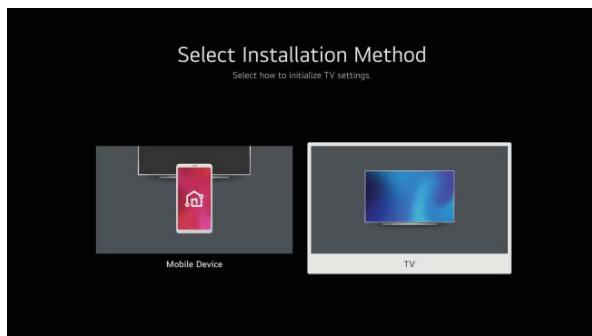 Select Installation Method
Select how to initialize TV settings.
Mobile Device
TV